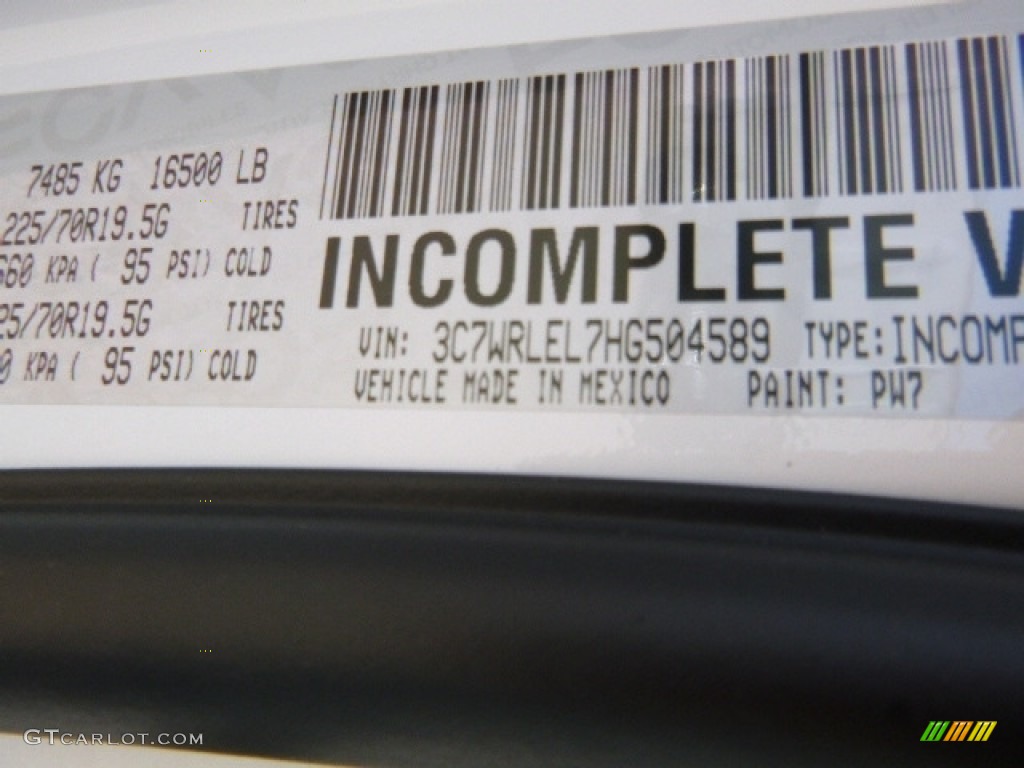 7485 KG 16500 LB
225/70R19.5G TIRES
660 KPA ( 95 PSI) COLD
25/70R19.5G TIRES
0 KPA ( 95 PSI) COLD
INCOMPLETE V
VIN: 3C7WRLEL7HG504589 TYPE: INCOMP
VEHICLE MADE IN MEXICO PAINT: PW7
GTCARLOT.COM